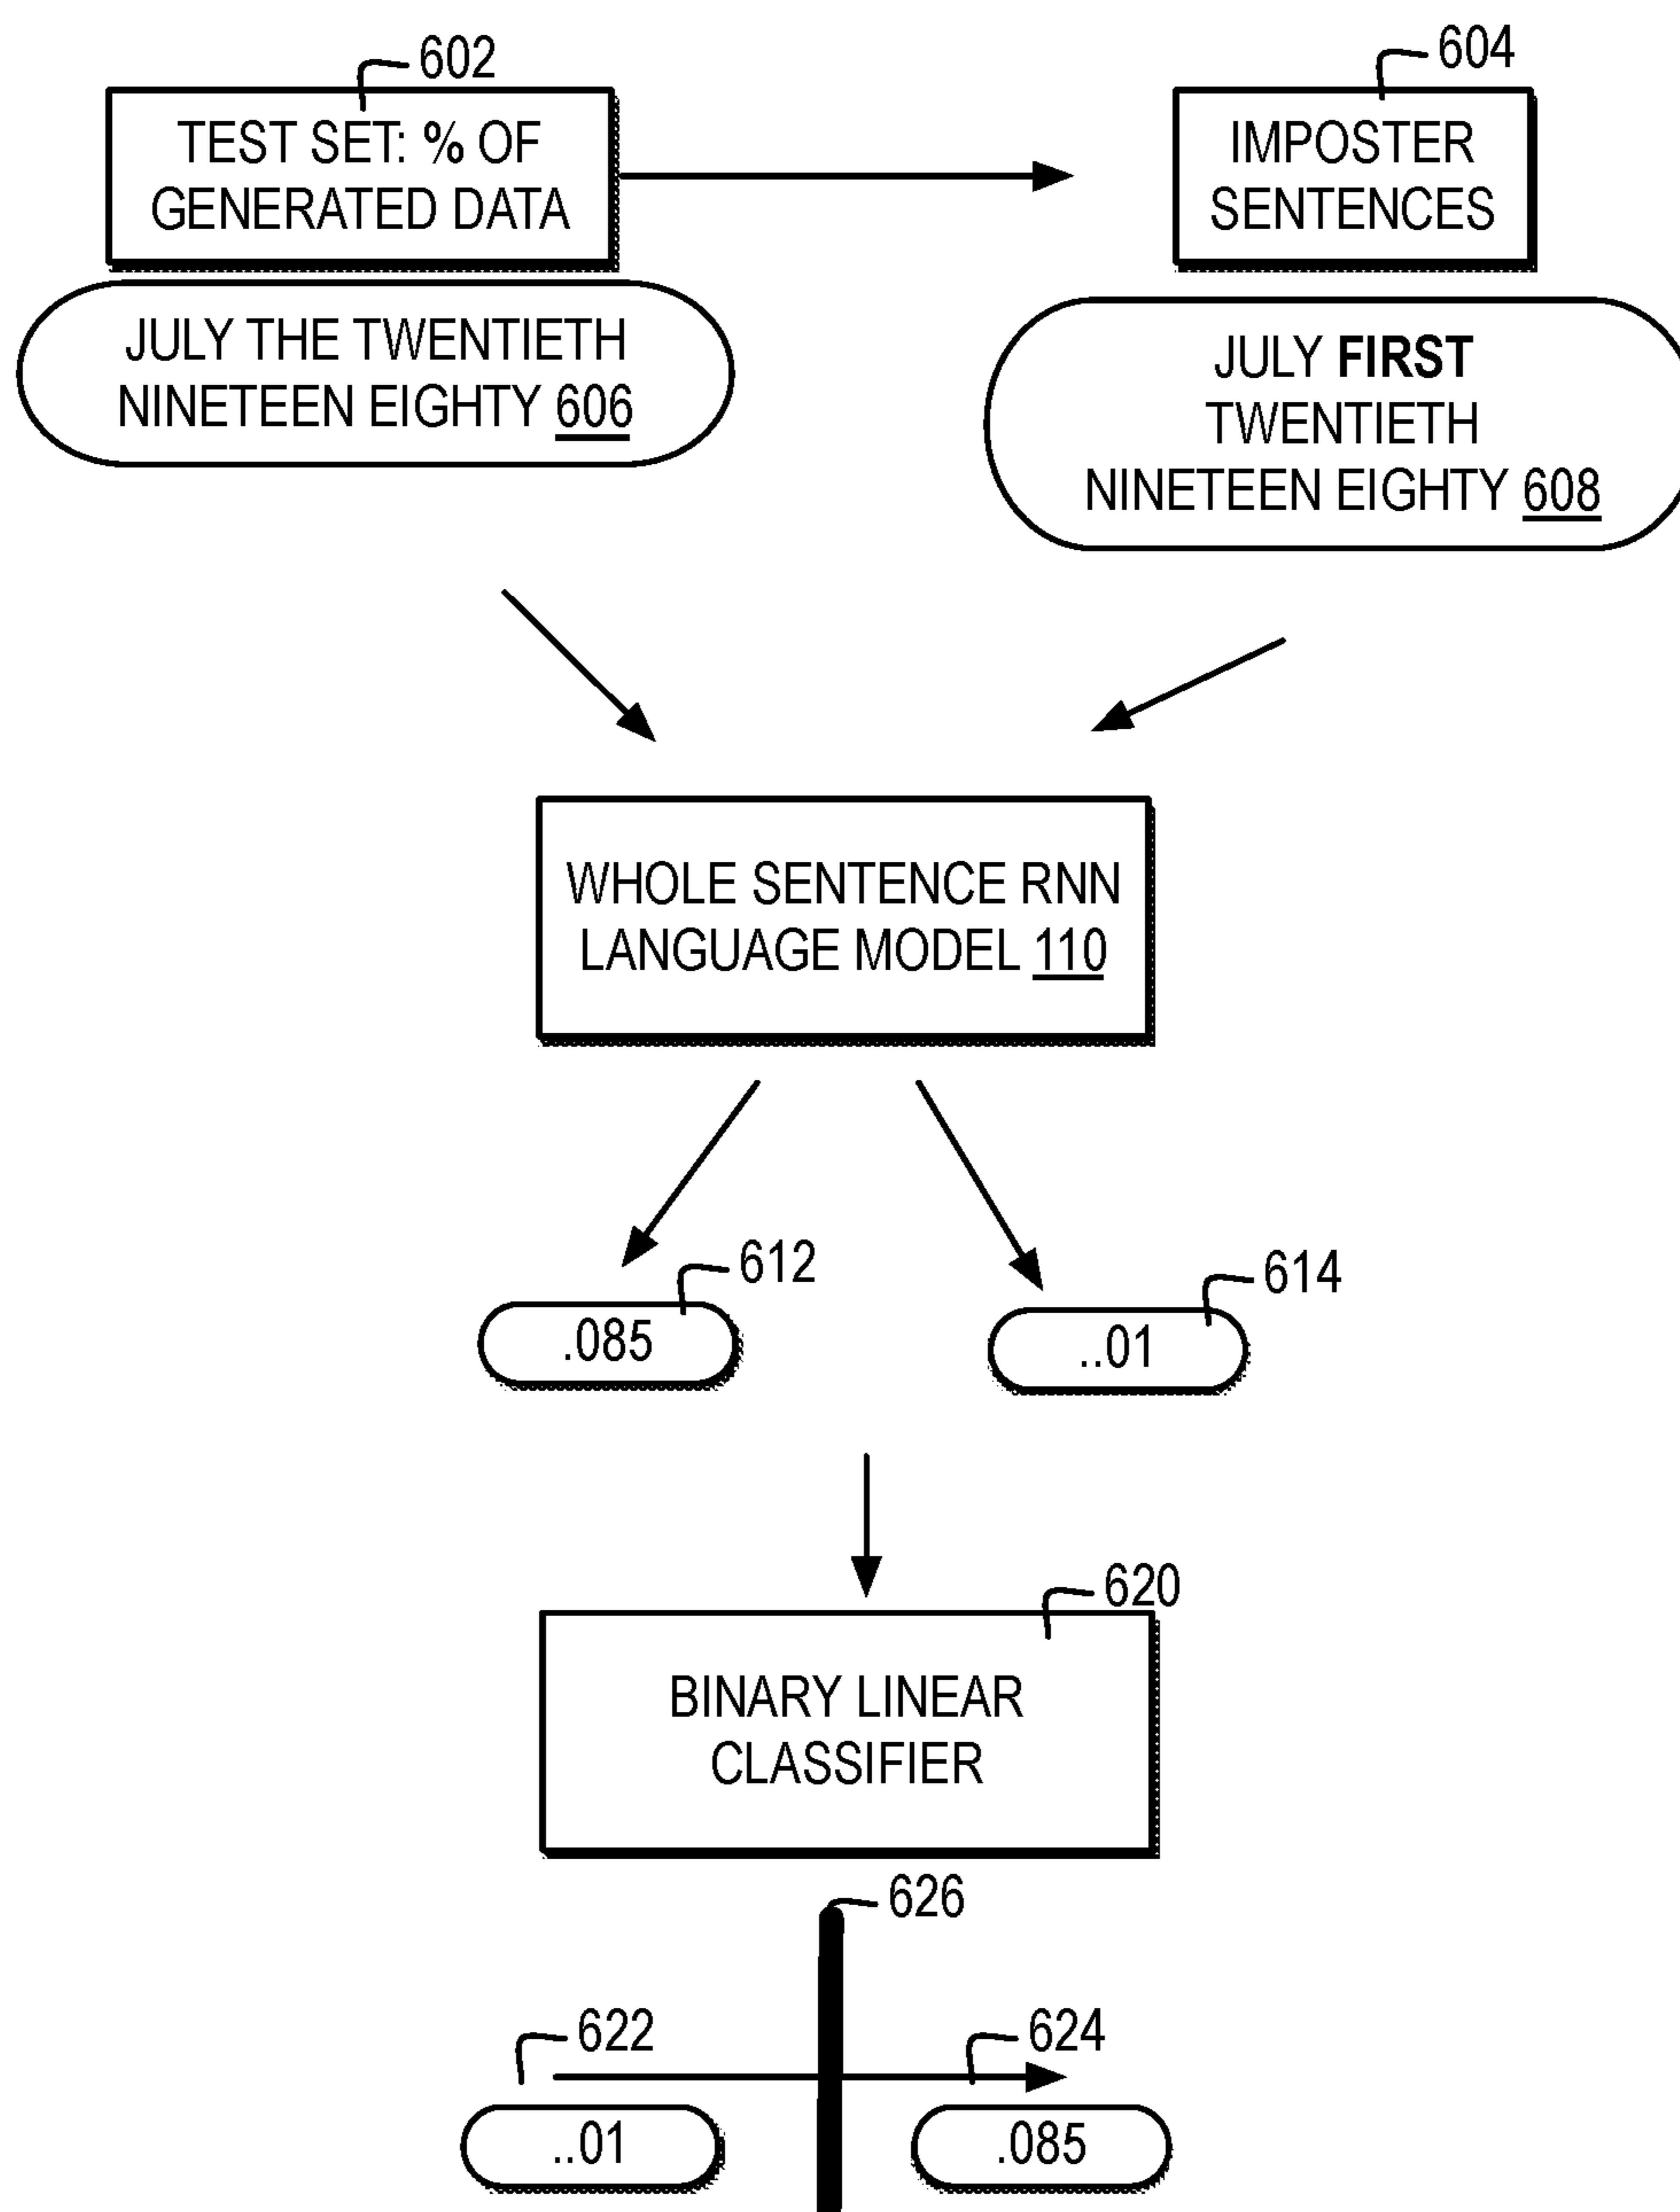 602
TEST SET: % OF
GENERATED DATA
604
IMPOSTER
SENTENCES
JULY THE TWENTIETH
NINETEEN EIGHTY 606
JULY FIRST
TWENTIETH
NINETEEN EIGHTY 608
WHOLE SENTENCE RNN
LANGUAGE MODEL 110
612
.085
614
..01
620
BINARY LINEAR
CLASSIFIER
626
622
624
..01
.085